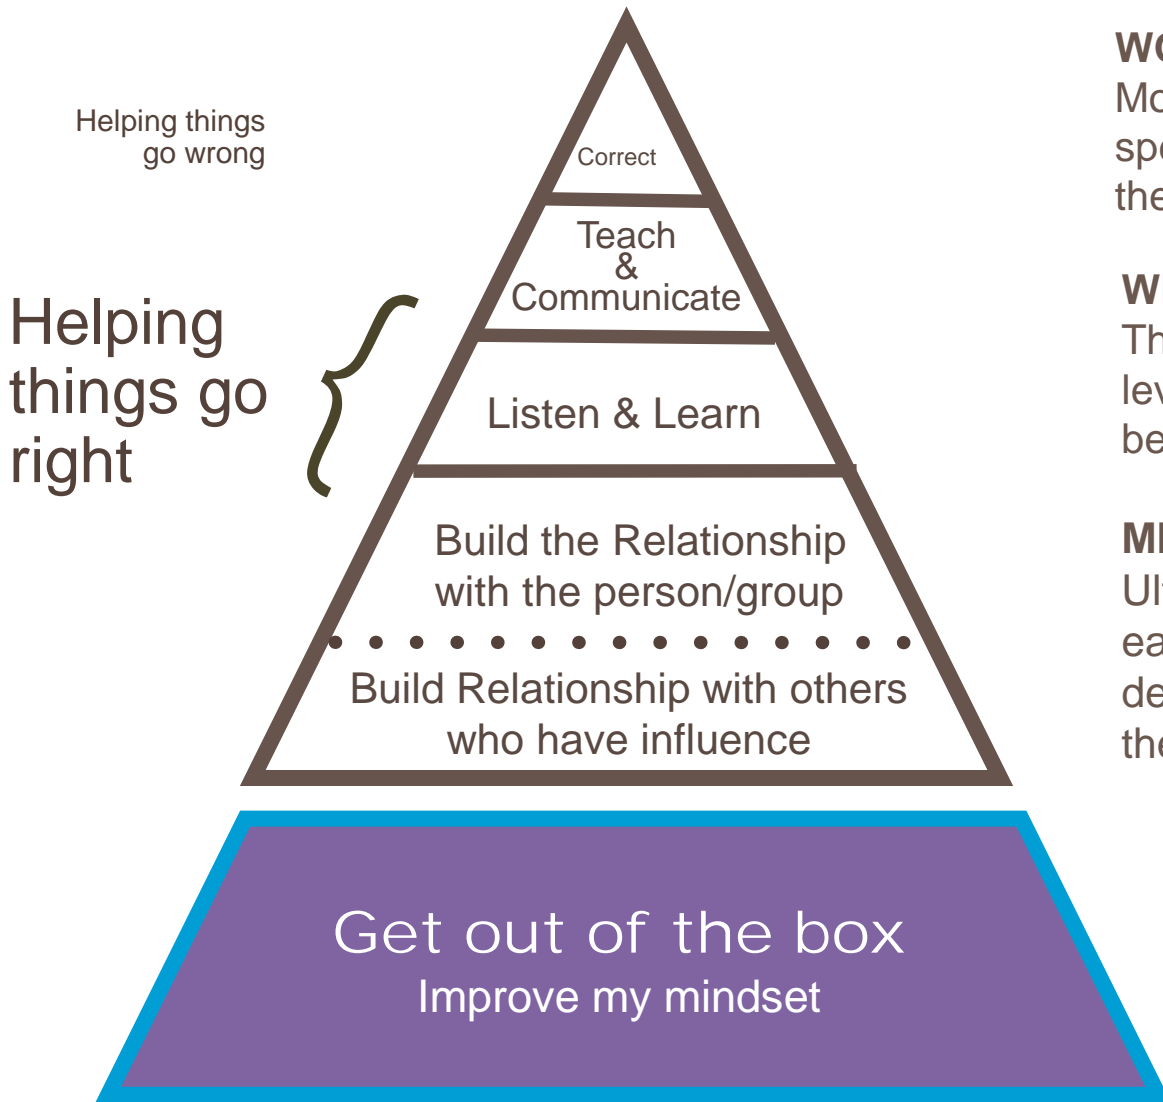 Helping things
go wrong
Correct
Teach
&
Communicate
Helping
things go
right
Listen & Learn
Build the Relationship
with the person/group
Build Relationship with others
who have influence
Get out of the box
Improve my mindset